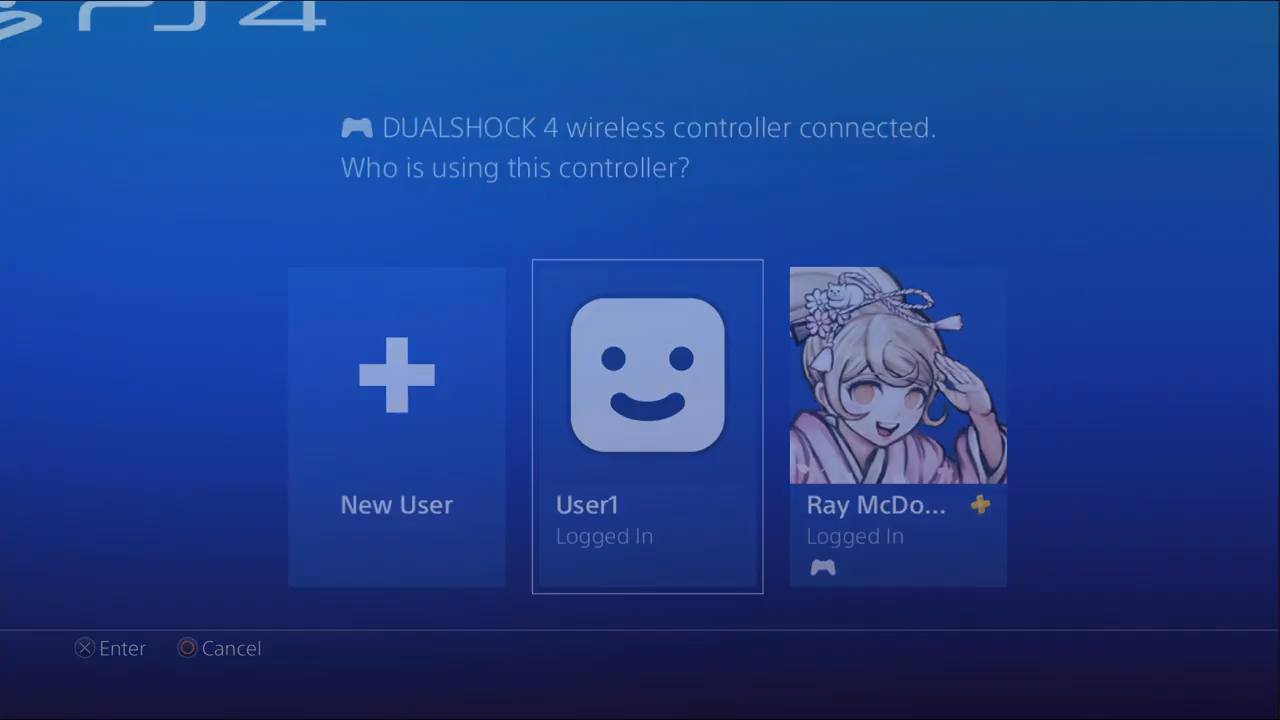 PS4
DUALSHOCK 4 wireless controller connected.
Who is using this controller?
New User
User1
Logged In
Ray McDo...
Logged In
Enter
Cancel